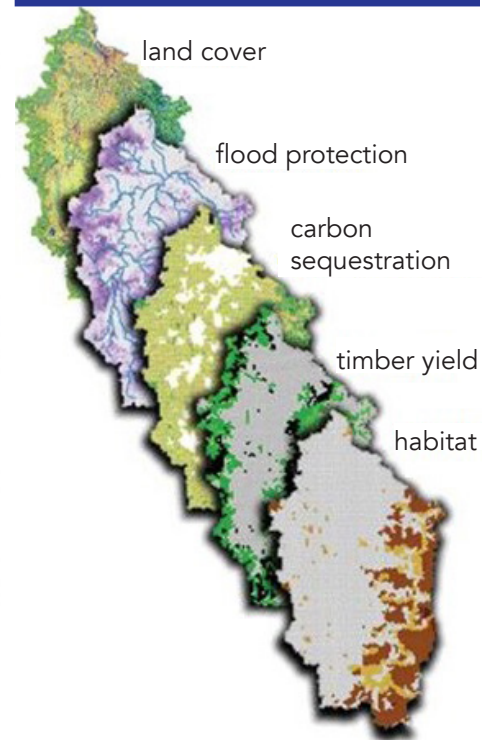 land cover
flood protection
carbon
sequestration
timber yield
habitat